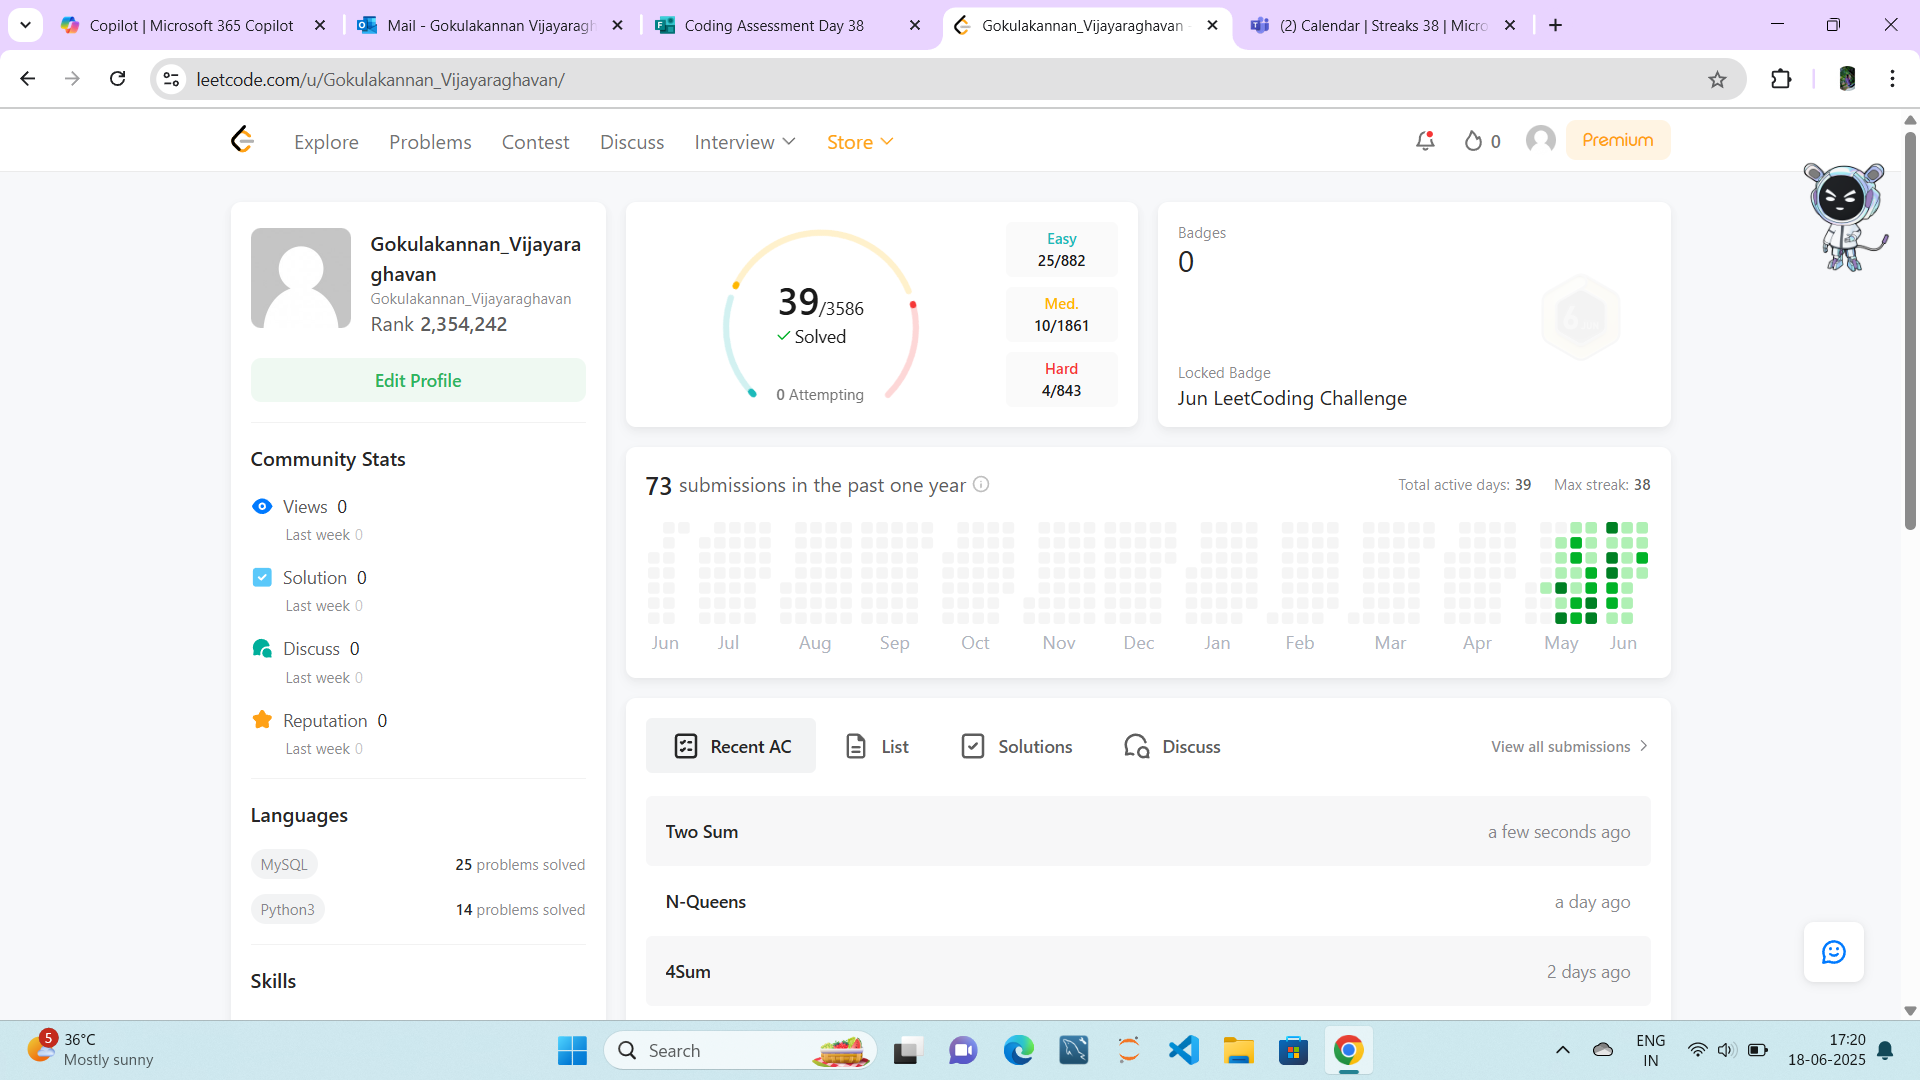 Copilot | Microsoft 365 Copilot
Mail - Gokulakannan Vijayaragh
Coding Assessment Day 38
Gokulakannan_Vijayaraghavan
(2) Calendar | Streaks 38 | Micro
leetcode.com/u/Gokulakannan_Vijayaraghavan/
Explore Problems Contest Discuss Interview Store 0 Premium
Gokulakannan_Vijayara
ghavan
Gokulakannan_Vijayaraghavan
Rank 2,354,242
Edit Profile
Community Stats
Views 0
Last week 0
Solution 0
Last week 0
Discuss 0
Last week 0
Reputation 0
Last week 0
Languages
MySQL 25 problems solved
Python3 14 problems solved
Skills
39/3586
Solved
0 Attempting
Easy
25/882
Med.
10/1861
Hard
4/843
Badges
0
Locked Badge
Jun LeetCoding Challenge
73 submissions in the past one year Total active days: 39 Max streak: 38
Jun Jul Aug Sep Oct Nov Dec Jan Feb Mar Apr May Jun
Recent AC List Solutions Discuss View all submissions
Two Sum a few seconds ago
N-Queens a day ago
4Sum 2 days ago
5
36°C
Mostly sunny
Search
ENG
IN
17:20
18-06-2025